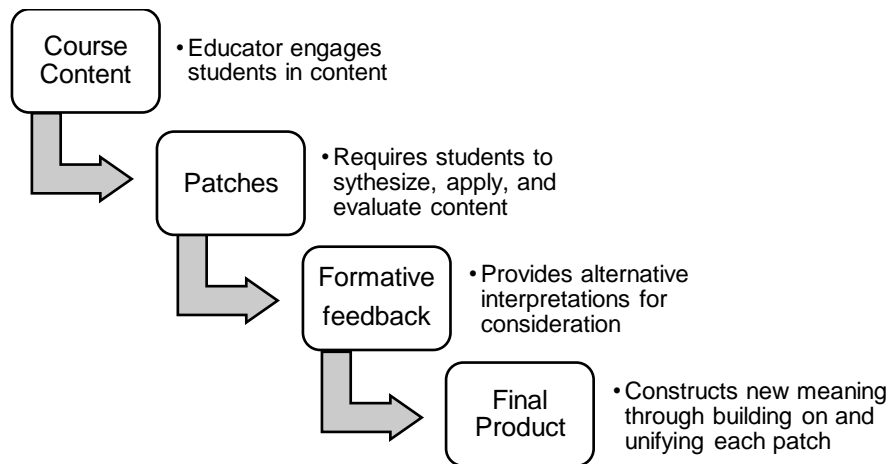 Course
Content
• Educator engages
students in content
Patches
• Requires students to
sythesize, apply, and
evaluate content
Formative
feedback
• Provides alternative
interpretations for
consideration
Final
Product
• Constructs new meaning
through building on and
unifying each patch